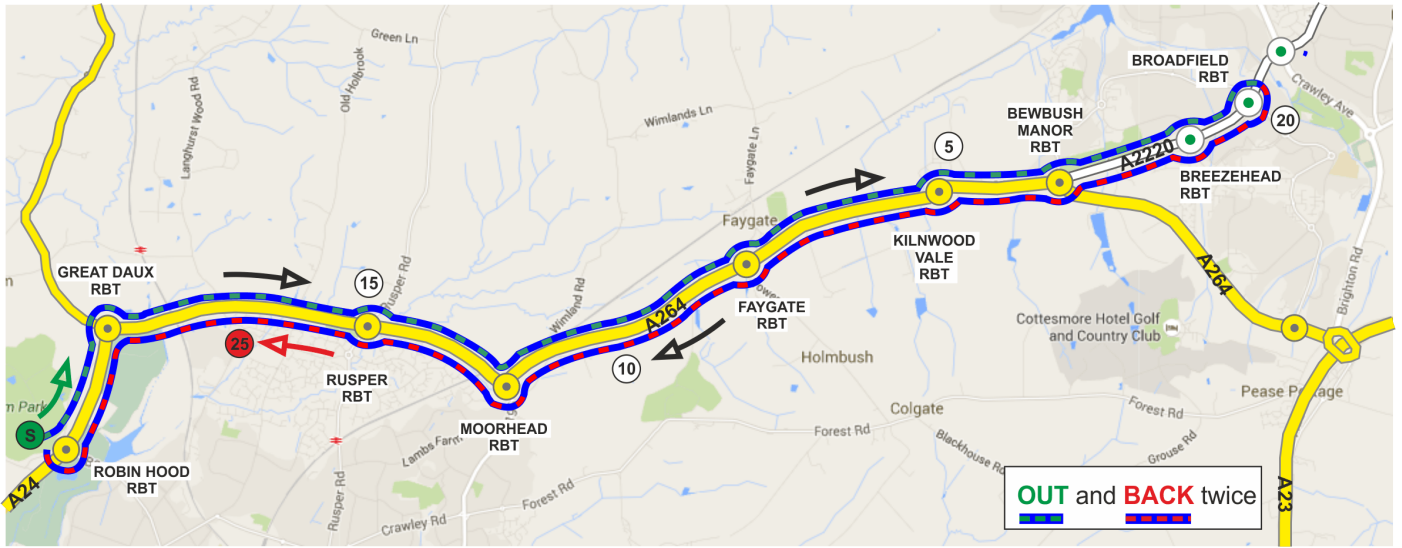 Green Ln
Old Holbrook
Langhurst Wood Rd
Wimlands Ln
Faygate Ln
BROADFIELD
RBT
Crawley Ave
20
BEWBUSH
MANOR
RBT
5
A2220
BREEZEHEAD
RBT
Faygate
KILNWOOD
VALE
RBT
GREAT DAUX
RBT
15
Rusper Rd
Wimland Rd
A264
FAYGATE
RBT
A264
Brighton Rd
Cottesmore Hotel Golf
and Country Club
25
RUSPER
RBT
10
Holmbush
Pease Pottage
m Park
S
MOORHEAD
RBT
Colgate
Forest Rd
Forest Rd
Lambs Farm
Blackhouse Rd
Grouse Rd
ROBIN HOOD
RBT
A24
Rusper Rd
Forest Rd
Crawley Rd
A23
OUT and BACK twice